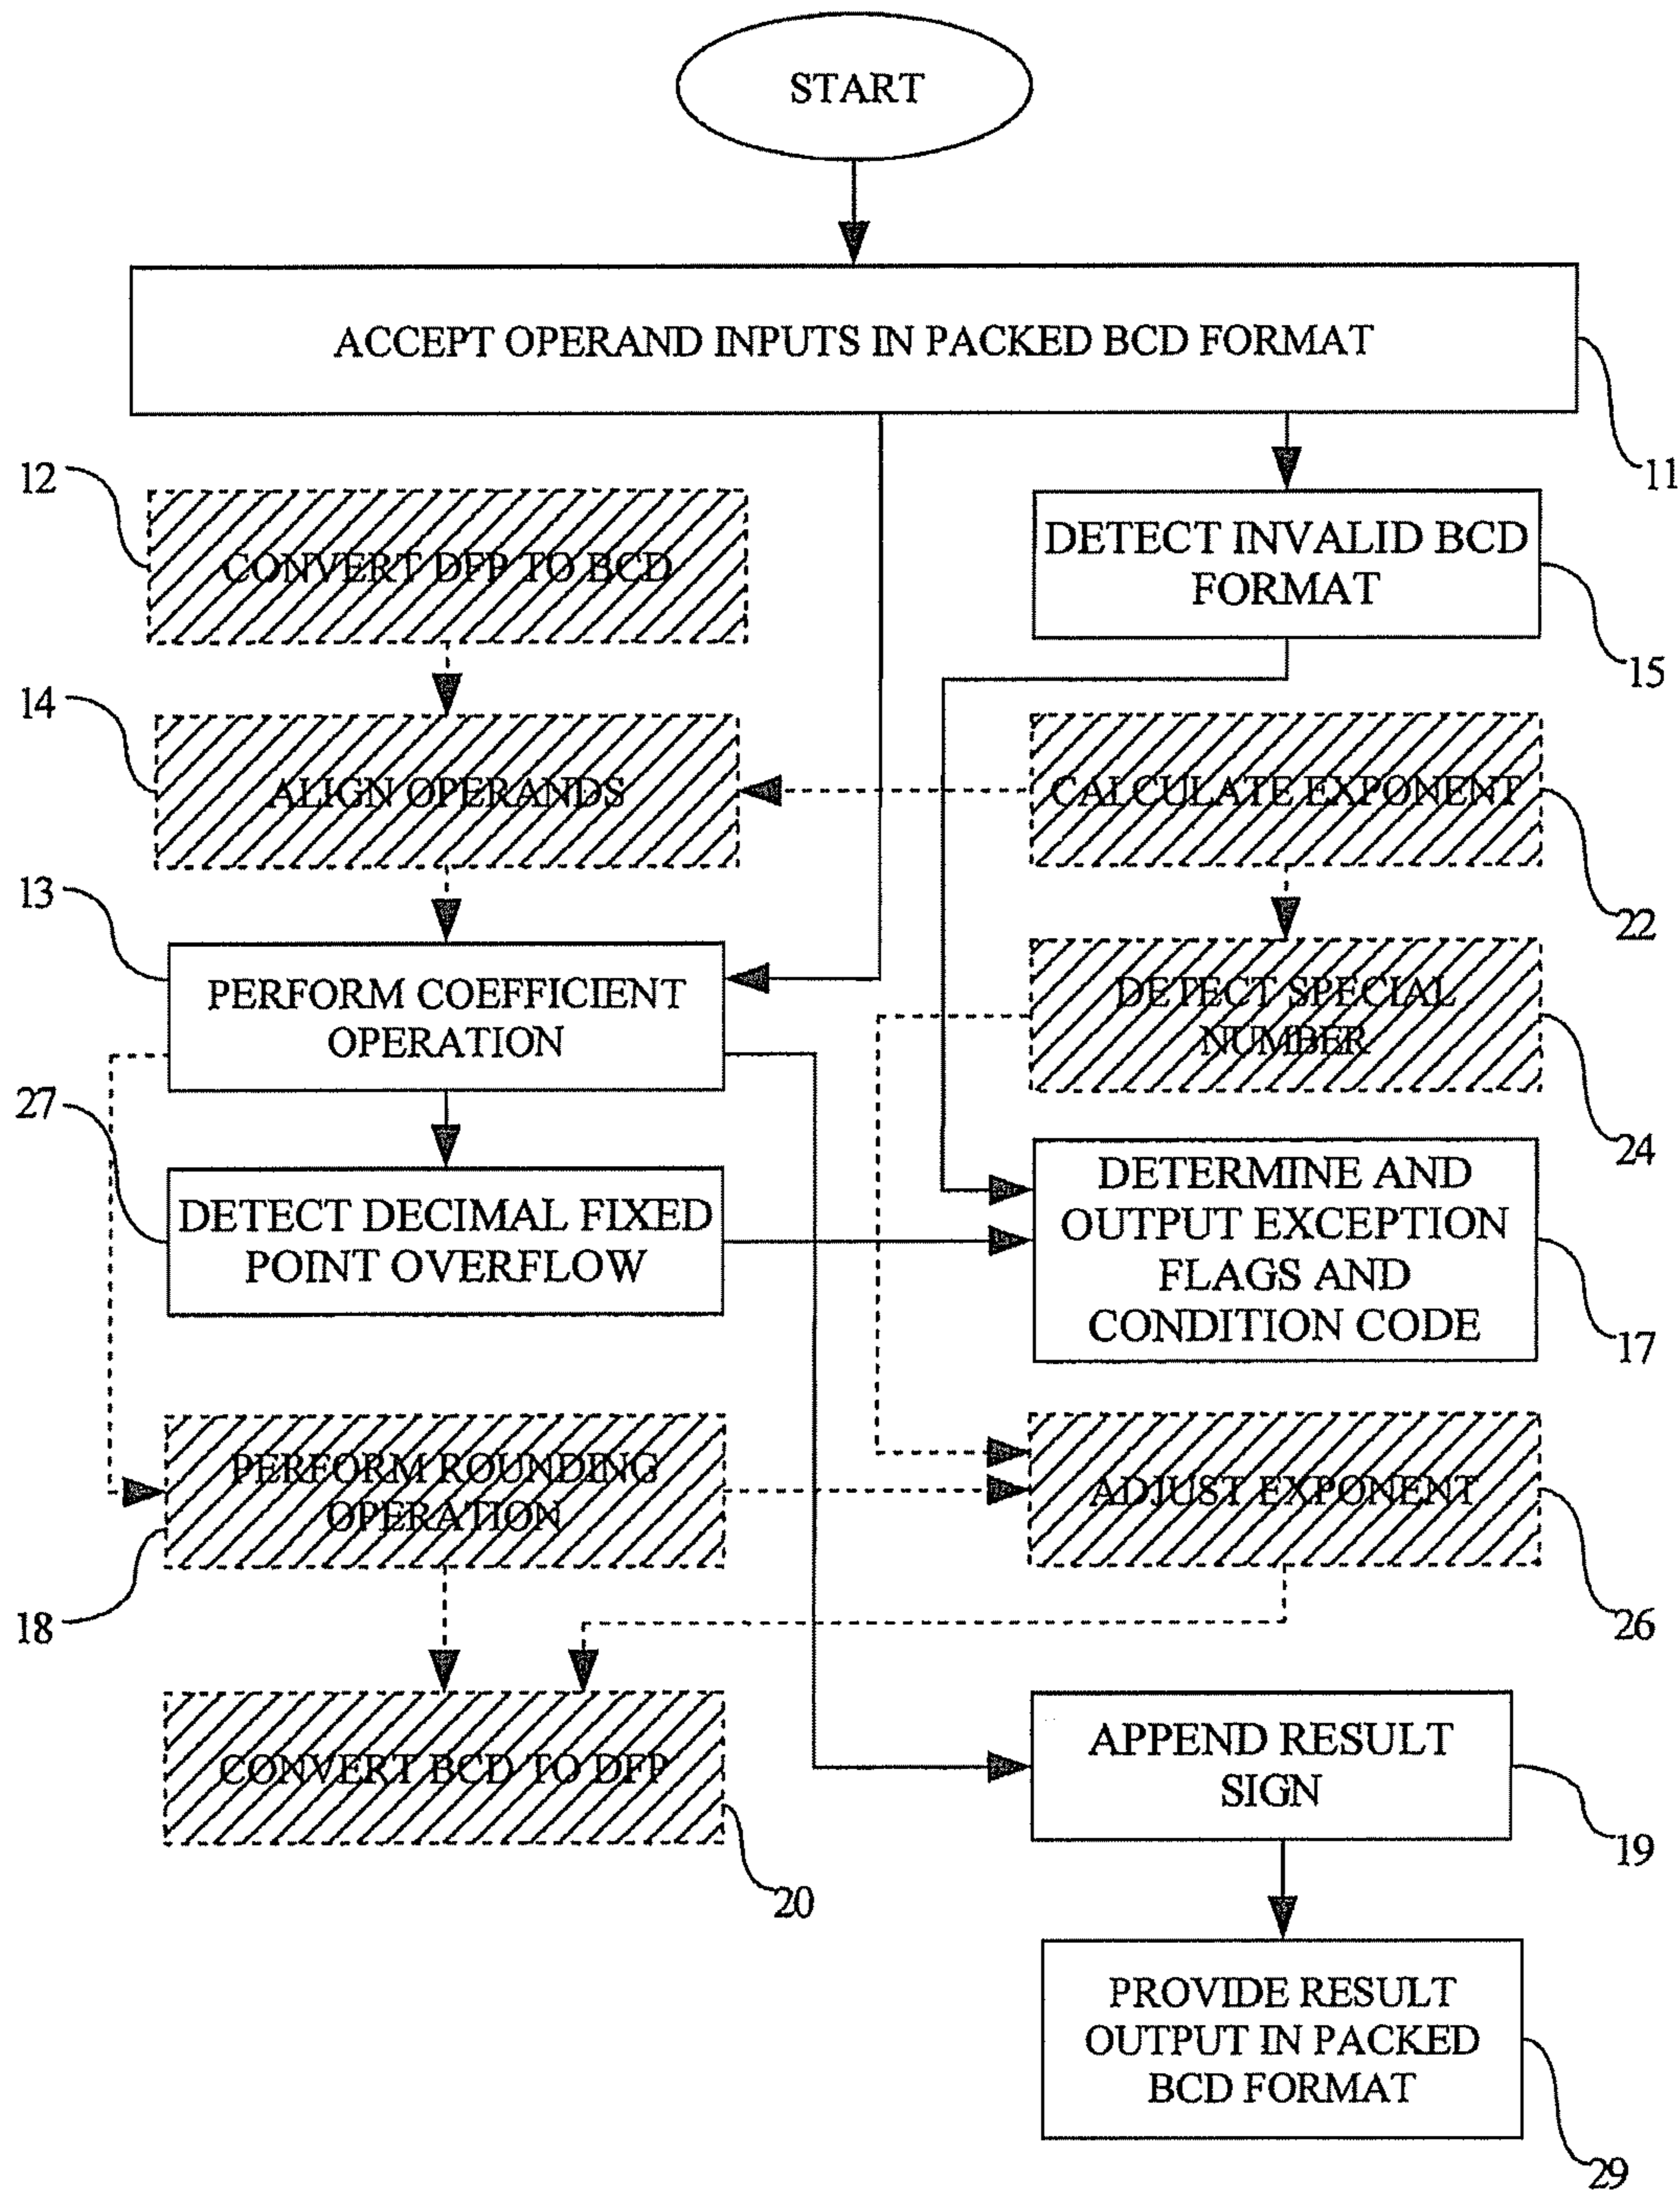 START
ACCEPT OPERAND INPUTS IN PACKED BCD FORMAT
11
12
CONVERT DFP TO BCD
DETECT INVALID BCD
FORMAT
15
14
ALIGN OPERANDS
CALCULATE EXPONENT
22
13
PERFORM COEFFICIENT
OPERATION
DETECT SPECIAL
NUMBER
24
27
DETECT DECIMAL FIXED
POINT OVERFLOW
DETERMINE AND
OUTPUT EXCEPTION
FLAGS AND
CONDITION CODE
17
PERFORM ROUNDING
OPERATION
18
ADJUST EXPONENT
26
CONVERT BCD TO DFP
20
APPEND RESULT
SIGN
19
PROVIDE RESULT
OUTPUT IN PACKED
BCD FORMAT
29